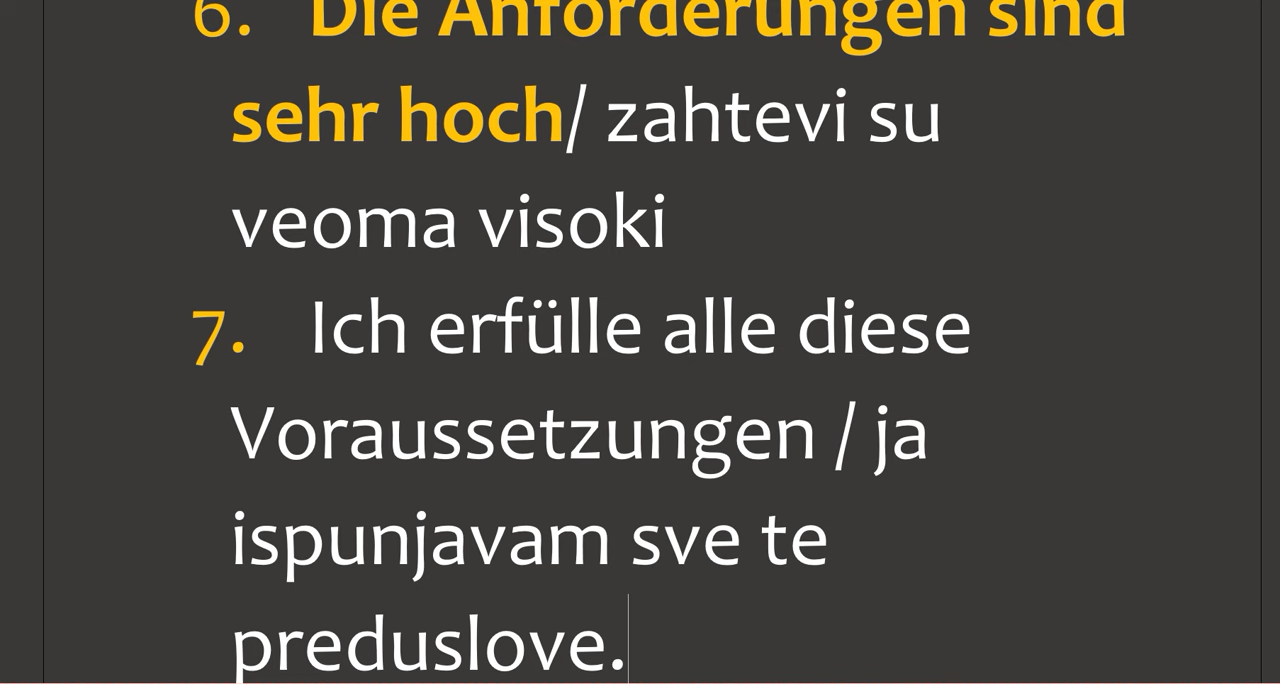 6. Die Anforderungen sind
sehr hoch/ zahtevi su
veoma visoki
7. Ich erfülle alle diese
Voraussetzungen / ja
ispunjavam sve te
preduslove.